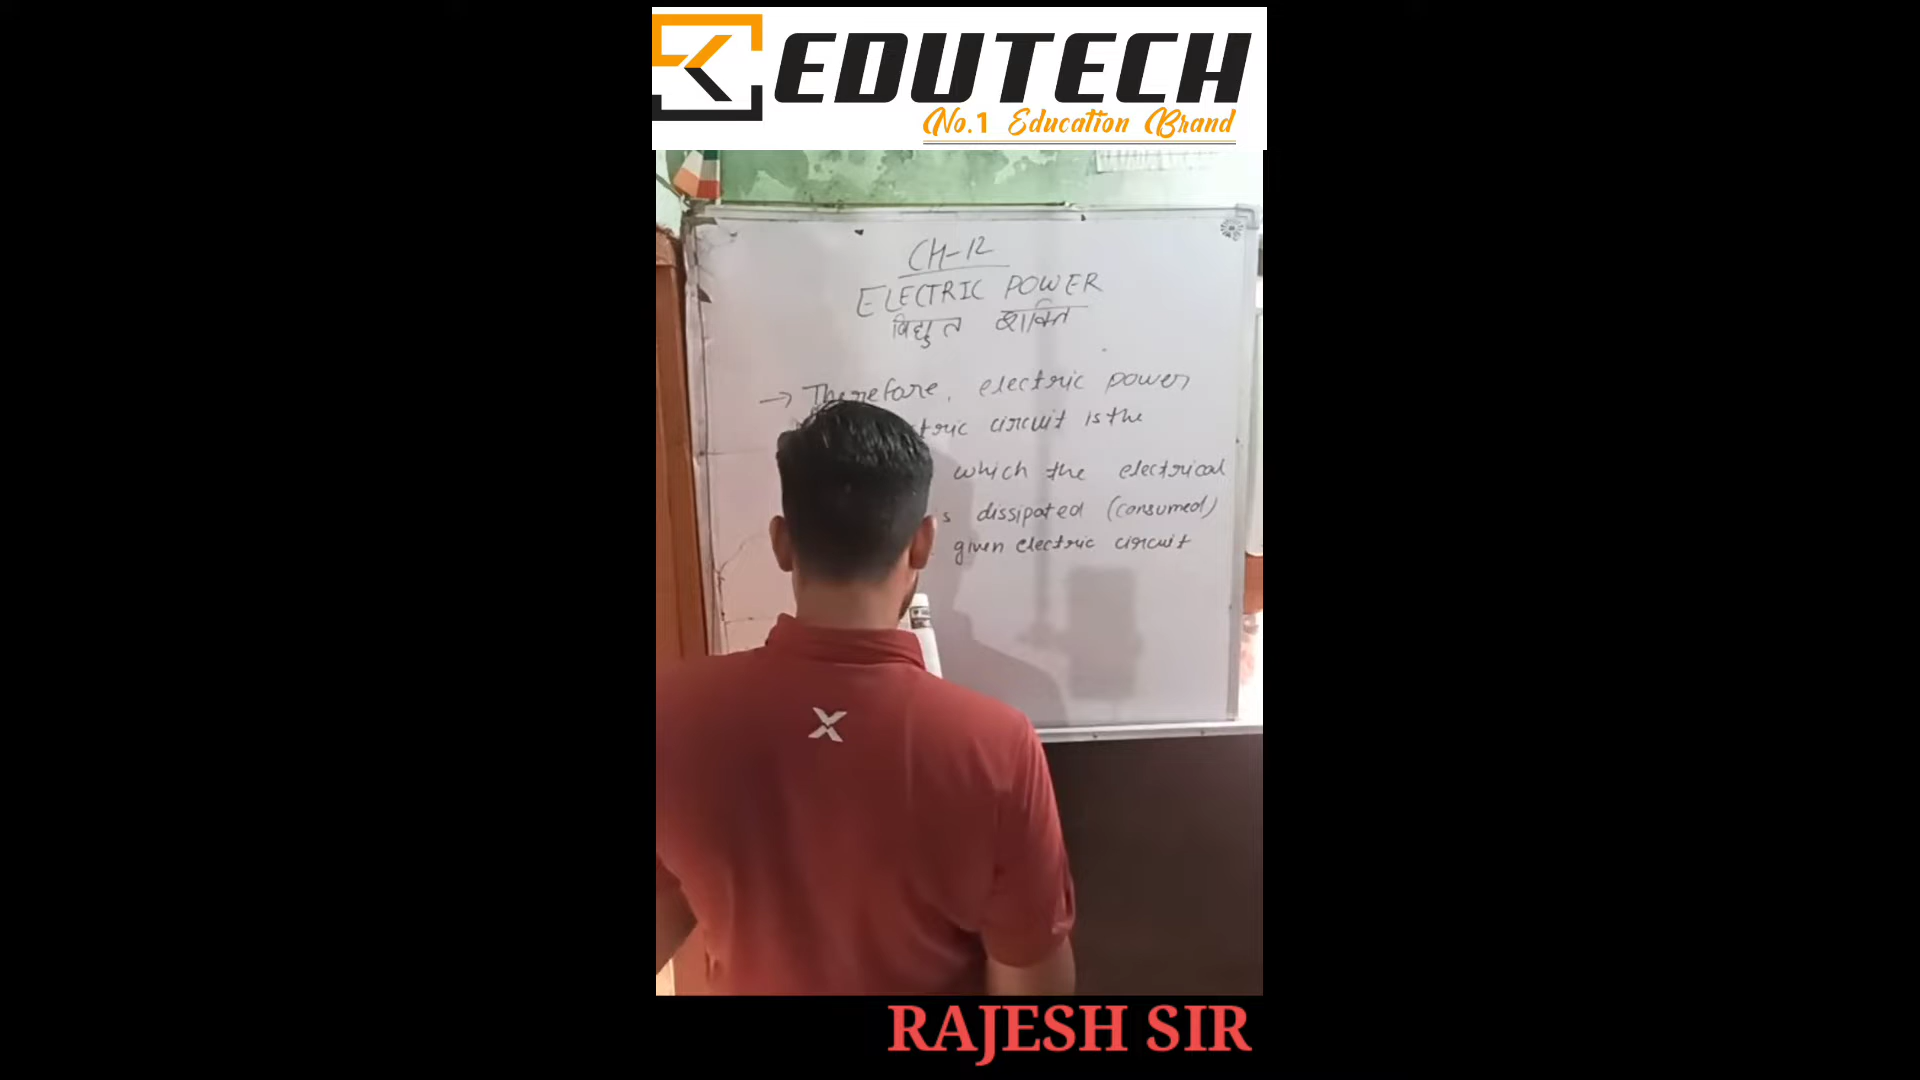 EDUTECH
No.1 Education Brand
CH-12
ELECTRIC POWER
विद्युत शक्ति
→ Therefore, electric power
circuit is the
which the electrical
is dissipated (consumed)
given electric circuit
X
RAJESH SIR